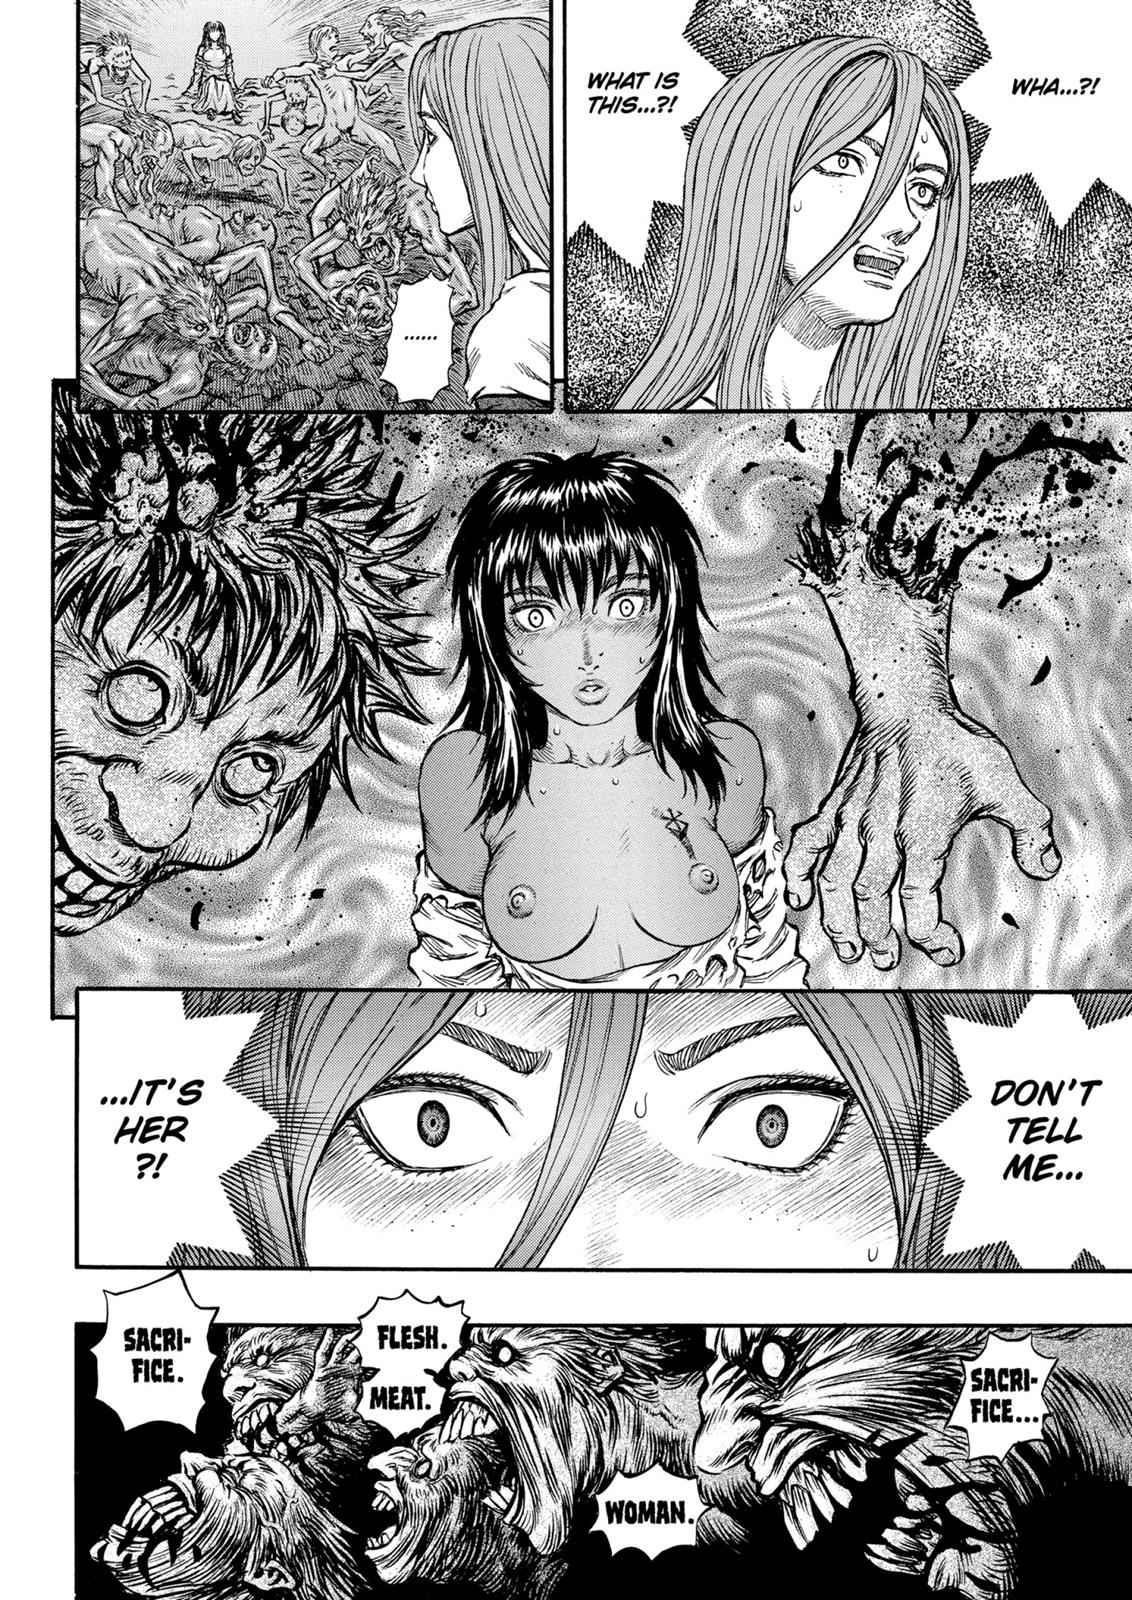 WHA...?!
WHAT IS
THIS...?!
......
DON'T
TELL
ME...
...IT'S
HER
?!
SACRI-
FICE...
WOMAN.
FLESH.
MEAT.
SACRI-
FICE.